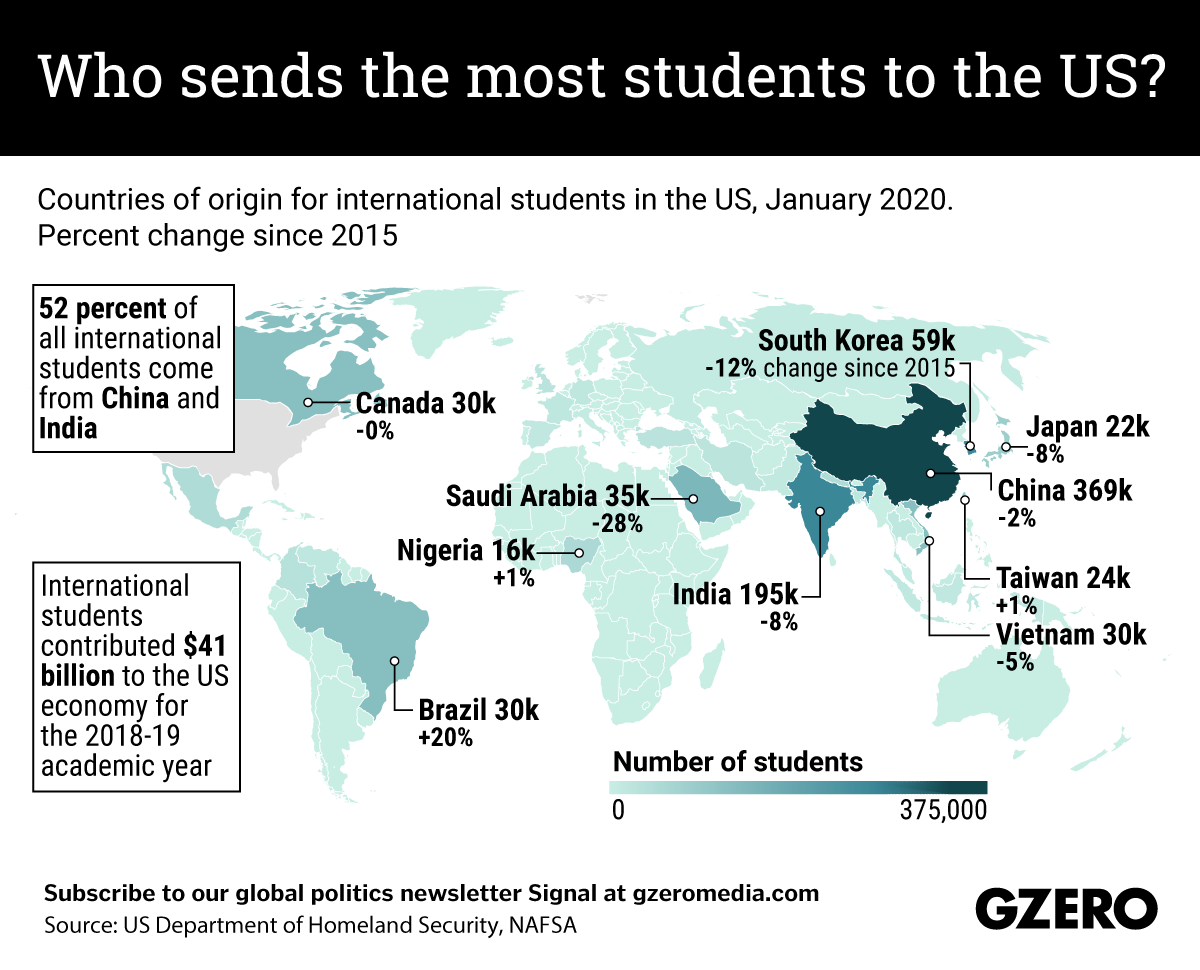 Who sends the most students to the US?
Countries of origin for international students in the US, January 2020.
Percent change since 2015
52 percent of
all international
students come
from China and
India
South Korea 59k
-12% change since 2015
Canada 30k
-0%
Japan 22k
-8%
Saudi Arabia 35k
-28%
China 369k
-2%
Nigeria 16k
+1%
India 195k
-8%
Taiwan 24k
+1%
Vietnam 30k
-5%
International
students
contributed $41
billion to the US
economy for
the 2018-19
academic year
Brazil 30k
+20%
Number of students
0 375,000
Subscribe to our global politics newsletter Signal at gzeromedia.com
Source: US Department of Homeland Security, NAFSA
GZERO